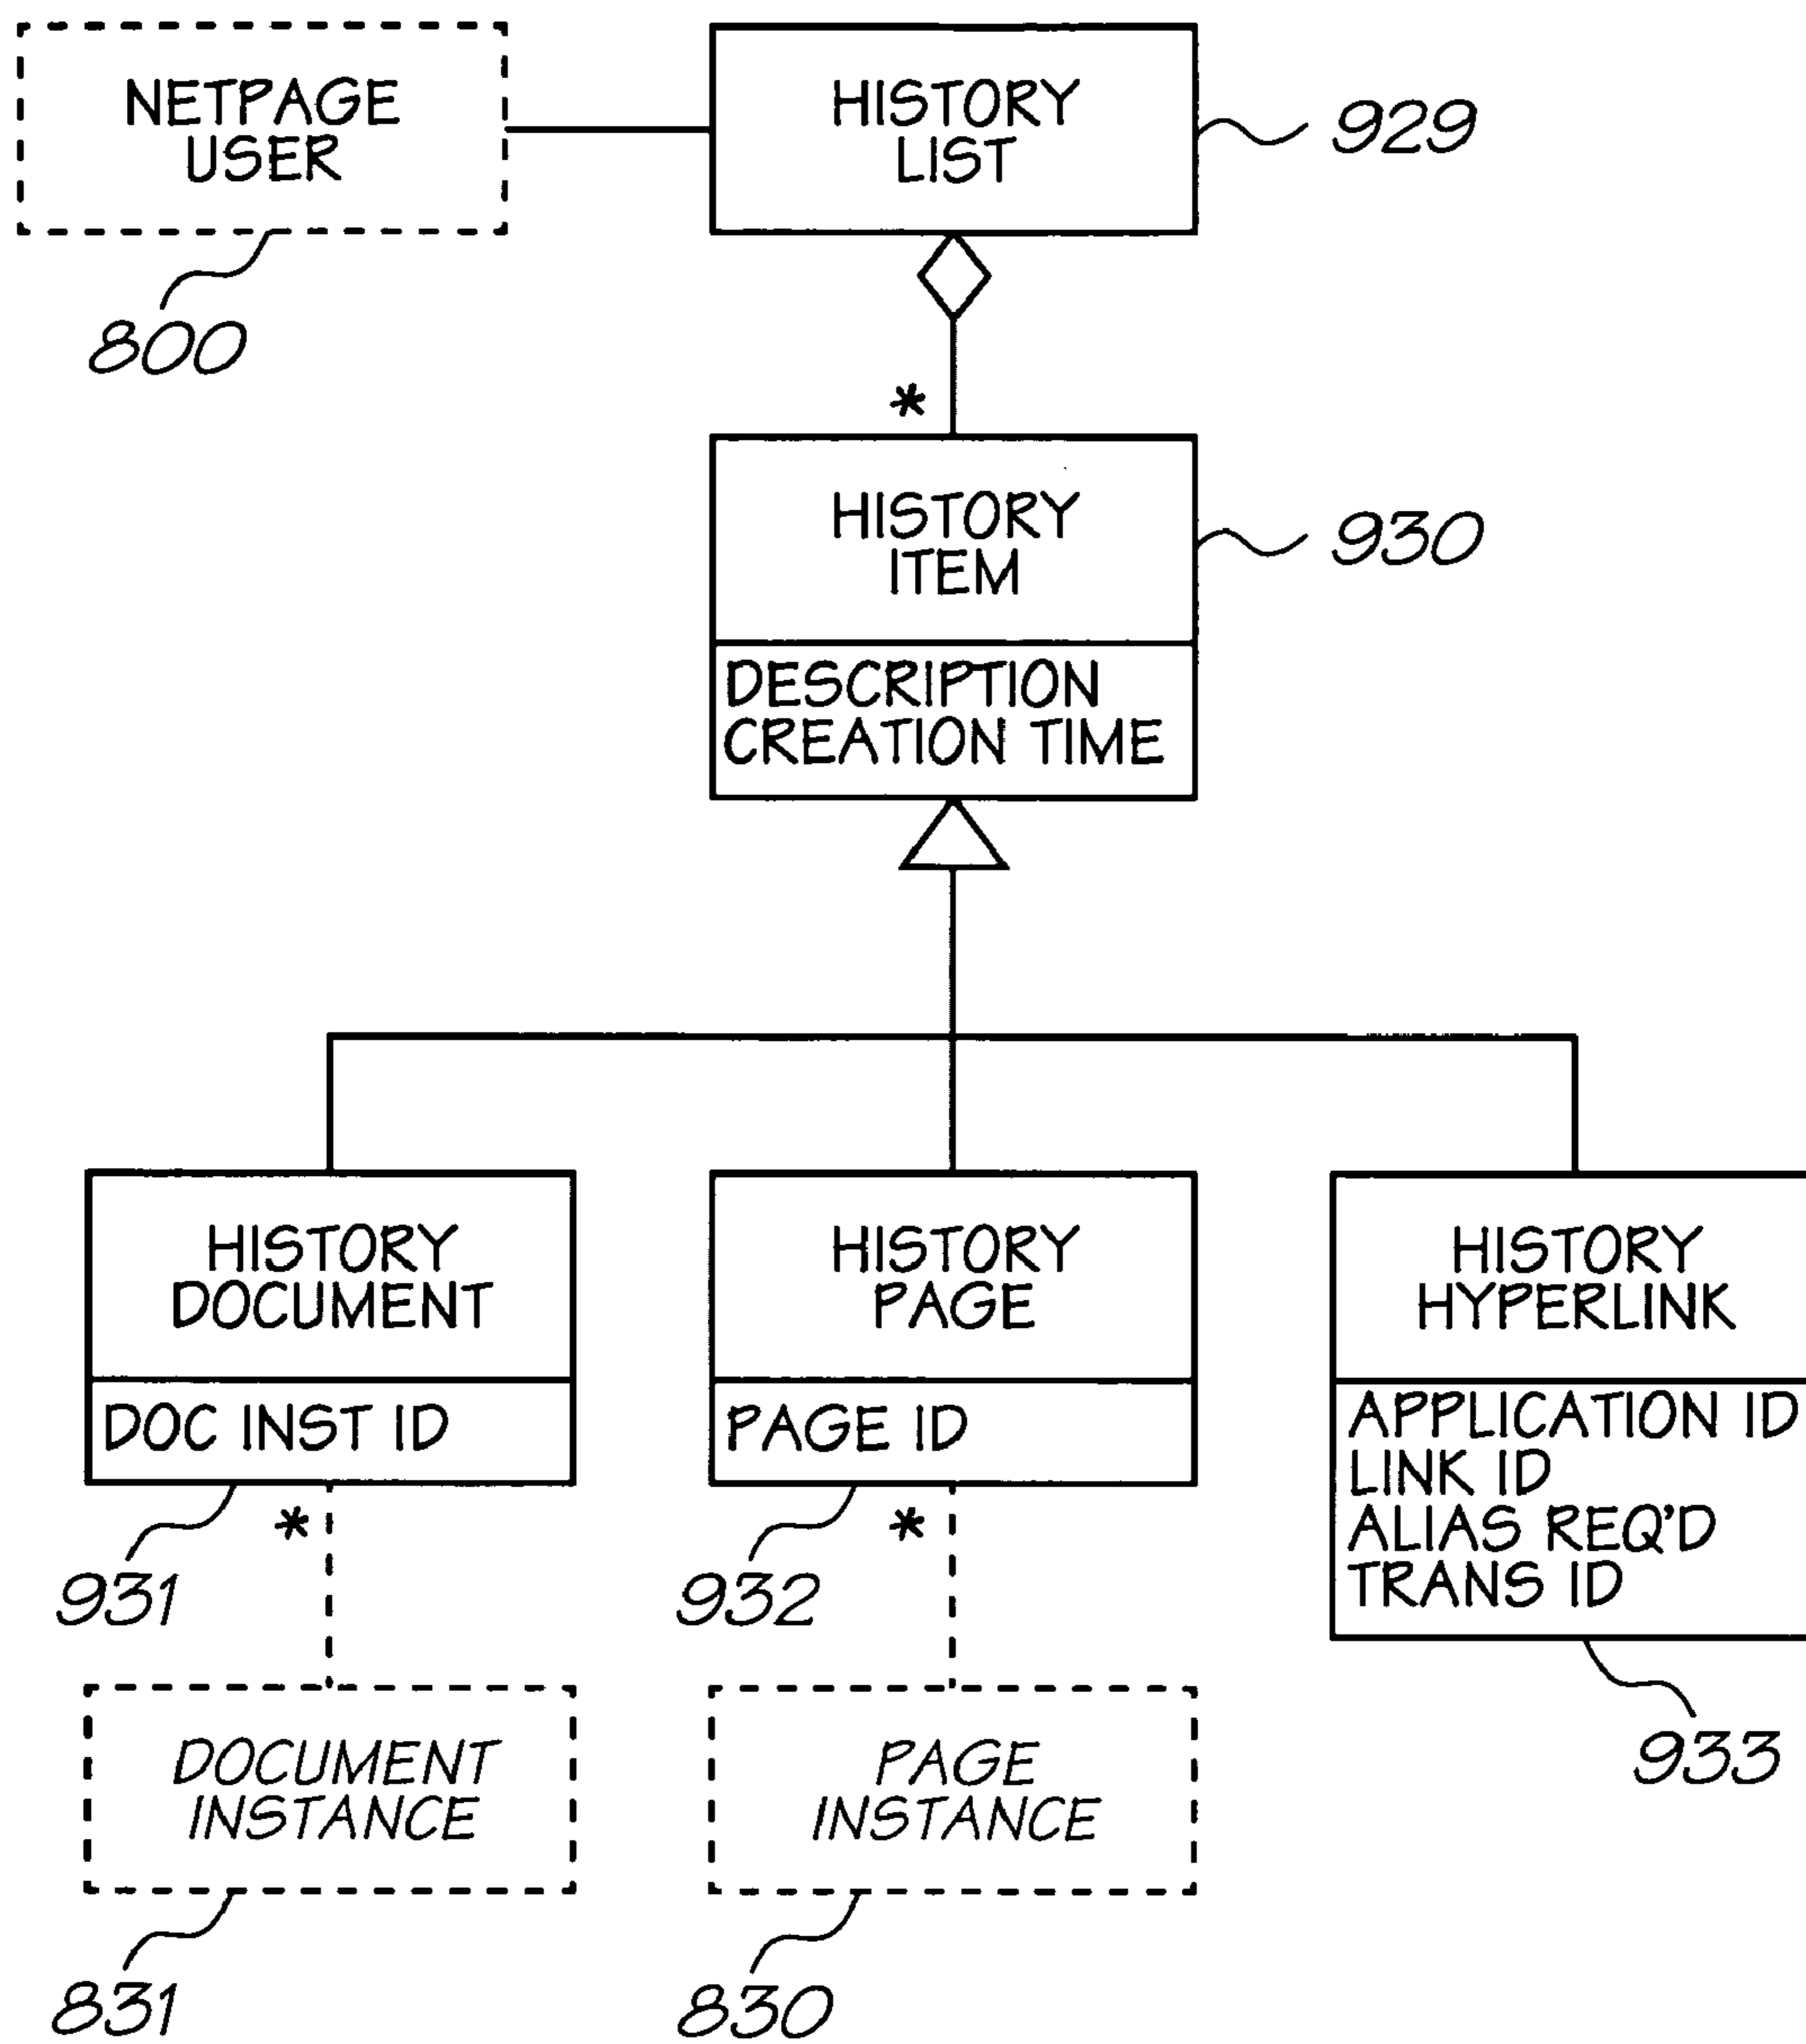 NETPAGE
USER
800
HISTORY
LIST
929
*
HISTORY
ITEM
930
DESCRIPTION
CREATION TIME
HISTORY
DOCUMENT
DOC INST ID
931
*
HISTORY
PAGE
PAGE ID
932
*
HISTORY
HYPERLINK
APPLICATION ID
LINK ID
ALIAS REQ'D
TRANS ID
933
DOCUMENT
INSTANCE
831
PAGE
INSTANCE
830